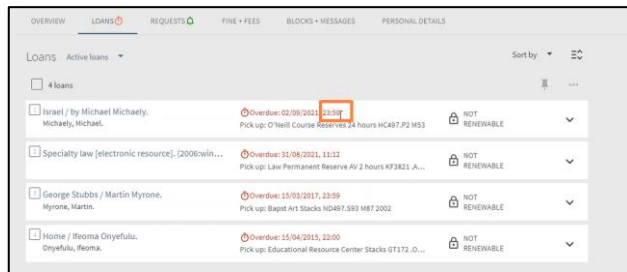 OVERVIEW LOANS REQUESTS FINE + FEES BLOCKS + MESSAGES PERSONAL DETAILS
Loans Active loans Sort by
4 loans
1 Israel / by Michael Michaely. Overdue: 02/09/2021, 23:59 NOT
Michaely, Michael. Pick up: O'Neill Course Reserves 24 hours HC497.P2 M53 RENEWABLE
2 Specialty law [electronic resource]. (2006:win... Overdue: 31/08/2021, 11:12 NOT
Pick up: Law Permanent Reserve AV 2 hours KF3821 .A... RENEWABLE
3 George Stubbs / Martin Myrone. Overdue: 15/03/2017, 23:59 NOT
Myrone, Martin. Pick up: Bapst Art Stacks ND497.S93 M87 2002 RENEWABLE
4 Home / Ifeoma Onyefulu. Overdue: 15/04/2015, 22:00 NOT
Onyefulu, Ifeoma. Pick up: Educational Resource Center Stacks GT172 .O... RENEWABLE